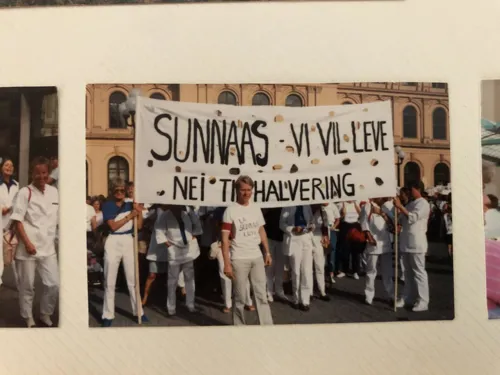 SUNNAAS - VI VIL LEVE
NEI TIL HALVERING